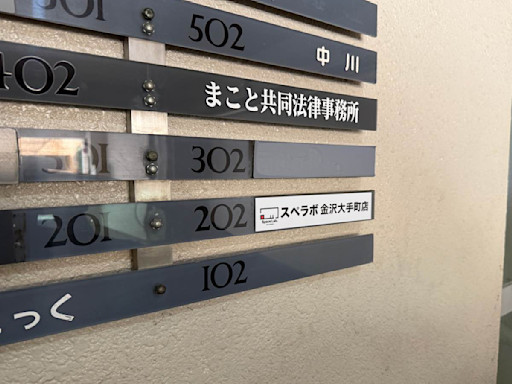 501 502 中川
402 まこと共同法律事務所
301 302
201 202 スペラボ 金沢大手町店
102
っく